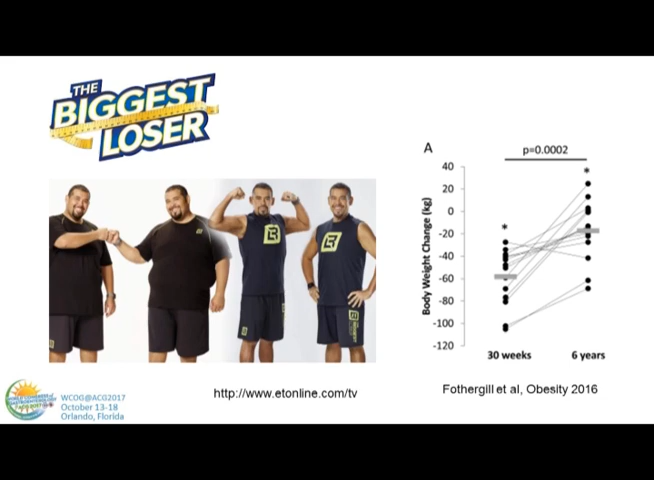 THE
BIGGEST
LOSER
A
p=0.0002
*
*
Body Weight Change (kg)
40
20
0
-20
-40
-60
-80
-100
-120
30 weeks 6 years
WCOG@ACG2017
October 13-18
Orlando, Florida
http://www.etonline.com/tv
Fothergill et al, Obesity 2016